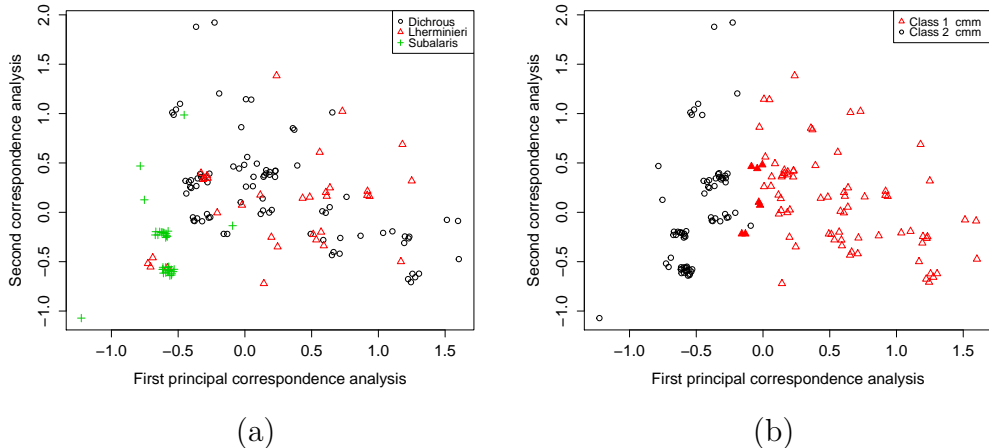 Dichrous
Lherminieri
Subalaris
2.0
1.5
1.0
0.5
0.0
−0.5
−1.0
Second correspondence analysis
−1.0 −0.5 0.0 0.5 1.0 1.5
First principal correspondence analysis
(a)
Class 1 cmm
Class 2 cmm
2.0
1.5
1.0
0.5
0.0
−0.5
−1.0
Second correspondence analysis
−1.0 −0.5 0.0 0.5 1.0 1.5
First principal correspondence analysis
(b)